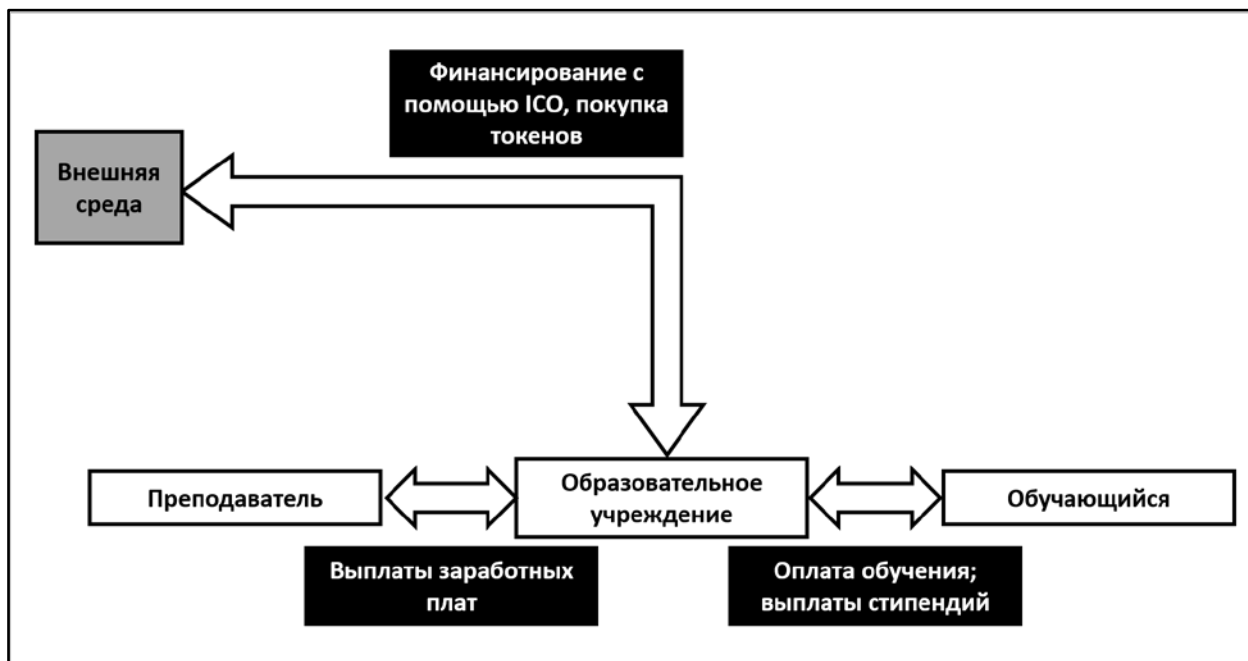 Финансирование с
помощью ICO, покупка
токенов
Внешняя
среда
Преподаватель
Образовательное
учреждение
Обучающийся
Выплаты заработных
плат
Оплата обучения;
выплаты стипендий